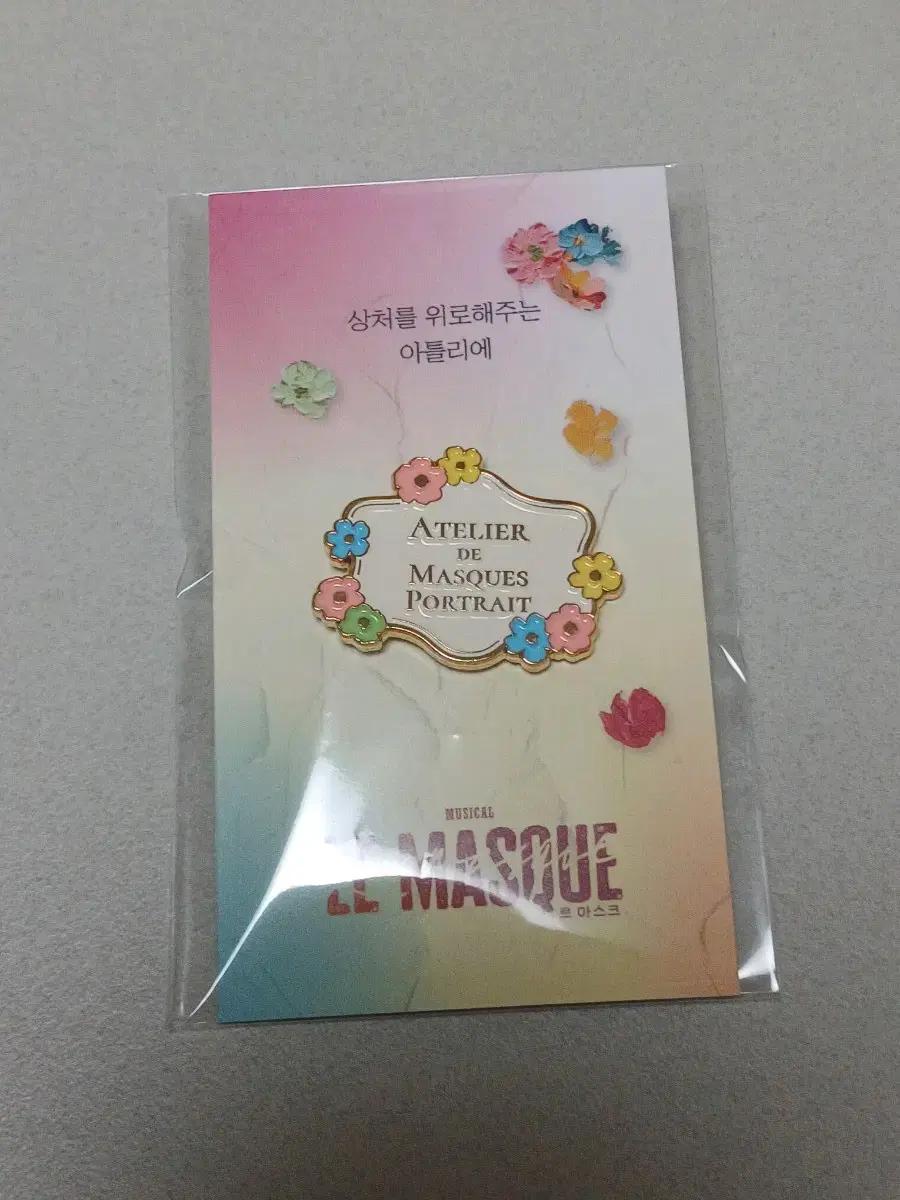 상처를 위로해주는
아틀리에
ATELIER
DE
MASQUES
PORTRAIT
MUSICAL
LE MASQUE
르 마스크